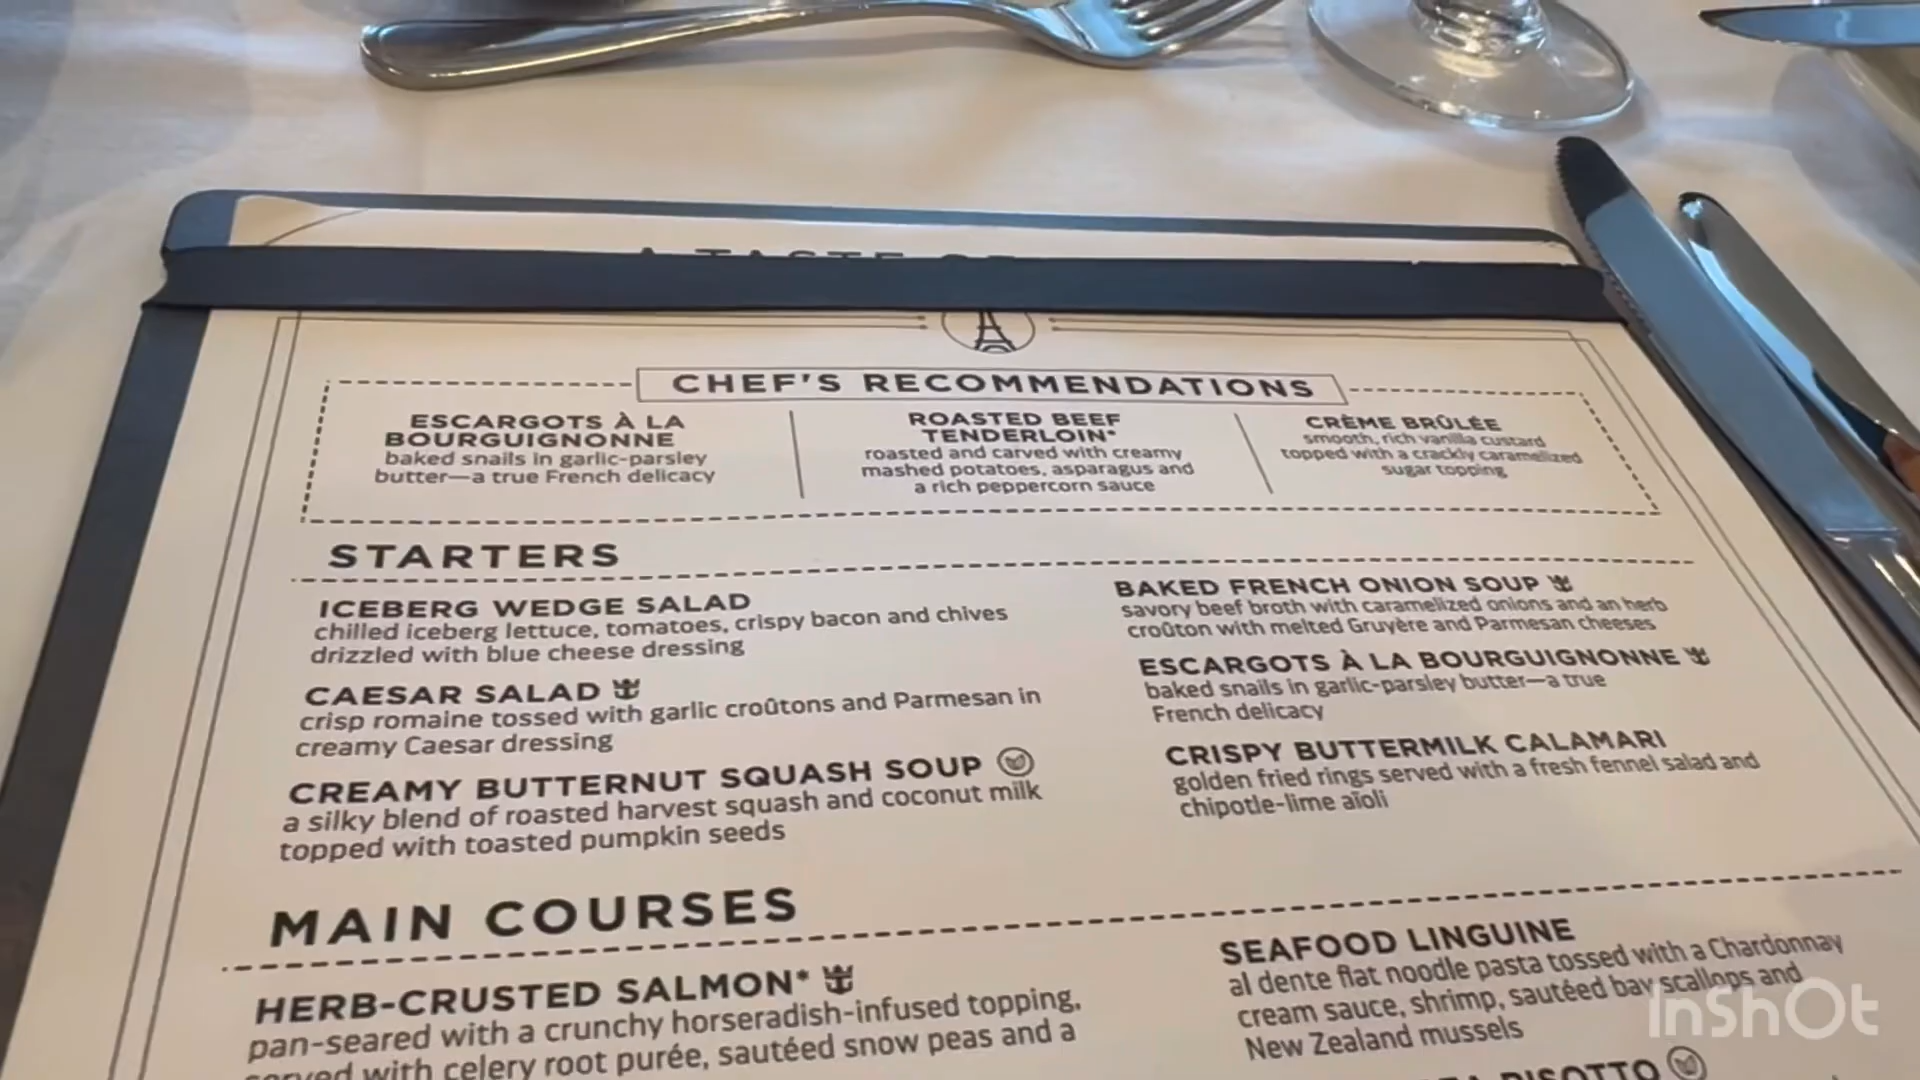 A TASTE OF
CHEF'S RECOMMENDATIONS
ESCARGOTS À LA
BOURGUIGNONNE
baked snails in garlic-parsley
butter—a true French delicacy
ROASTED BEEF
TENDERLOIN*
roasted and carved with creamy
mashed potatoes, asparagus and
a rich peppercorn sauce
CRÈME BRÛLÉE
smooth, rich vanilla custard
topped with a crackly caramelized
sugar topping
STARTERS
ICEBERG WEDGE SALAD
chilled iceberg lettuce, tomatoes, crispy bacon and chives
drizzled with blue cheese dressing
CAESAR SALAD
crisp romaine tossed with garlic croûtons and Parmesan in
creamy Caesar dressing
CREAMY BUTTERNUT SQUASH SOUP
a silky blend of roasted harvest squash and coconut milk
topped with toasted pumpkin seeds
BAKED FRENCH ONION SOUP
savory beef broth with caramelized onions and an herb
croûton with melted Gruyère and Parmesan cheeses
ESCARGOTS À LA BOURGUIGNONNE
baked snails in garlic-parsley butter—a true
French delicacy
CRISPY BUTTERMILK CALAMARI
golden fried rings served with a fresh fennel salad and
chipotle-lime aïoli
MAIN COURSES
HERB-CRUSTED SALMON*
pan-seared with a crunchy horseradish-infused topping,
served with celery root purée, sautéed snow peas and a
SEAFOOD LINGUINE
al dente flat noodle pasta tossed with a Chardonnay
cream sauce, shrimp, sautéed bay scallops and
New Zealand mussels
RISOTTO
InShOt